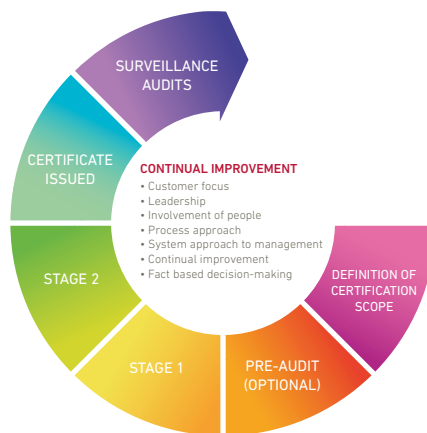 SURVEILLANCE
AUDITS
CERTIFICATE
ISSUED
CONTINUAL IMPROVEMENT
• Customer focus
• Leadership
• Involvement of people
• Process approach
• System approach to management
• Continual improvement
• Fact based decision-making
STAGE 2
DEFINITION OF
CERTIFICATION
SCOPE
STAGE 1
PRE-AUDIT
(OPTIONAL)